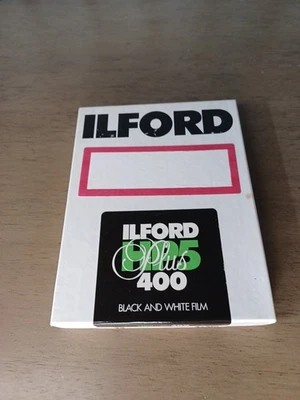 ILFORD
ILFORD
HP5
Plus
400
BLACK AND WHITE FILM